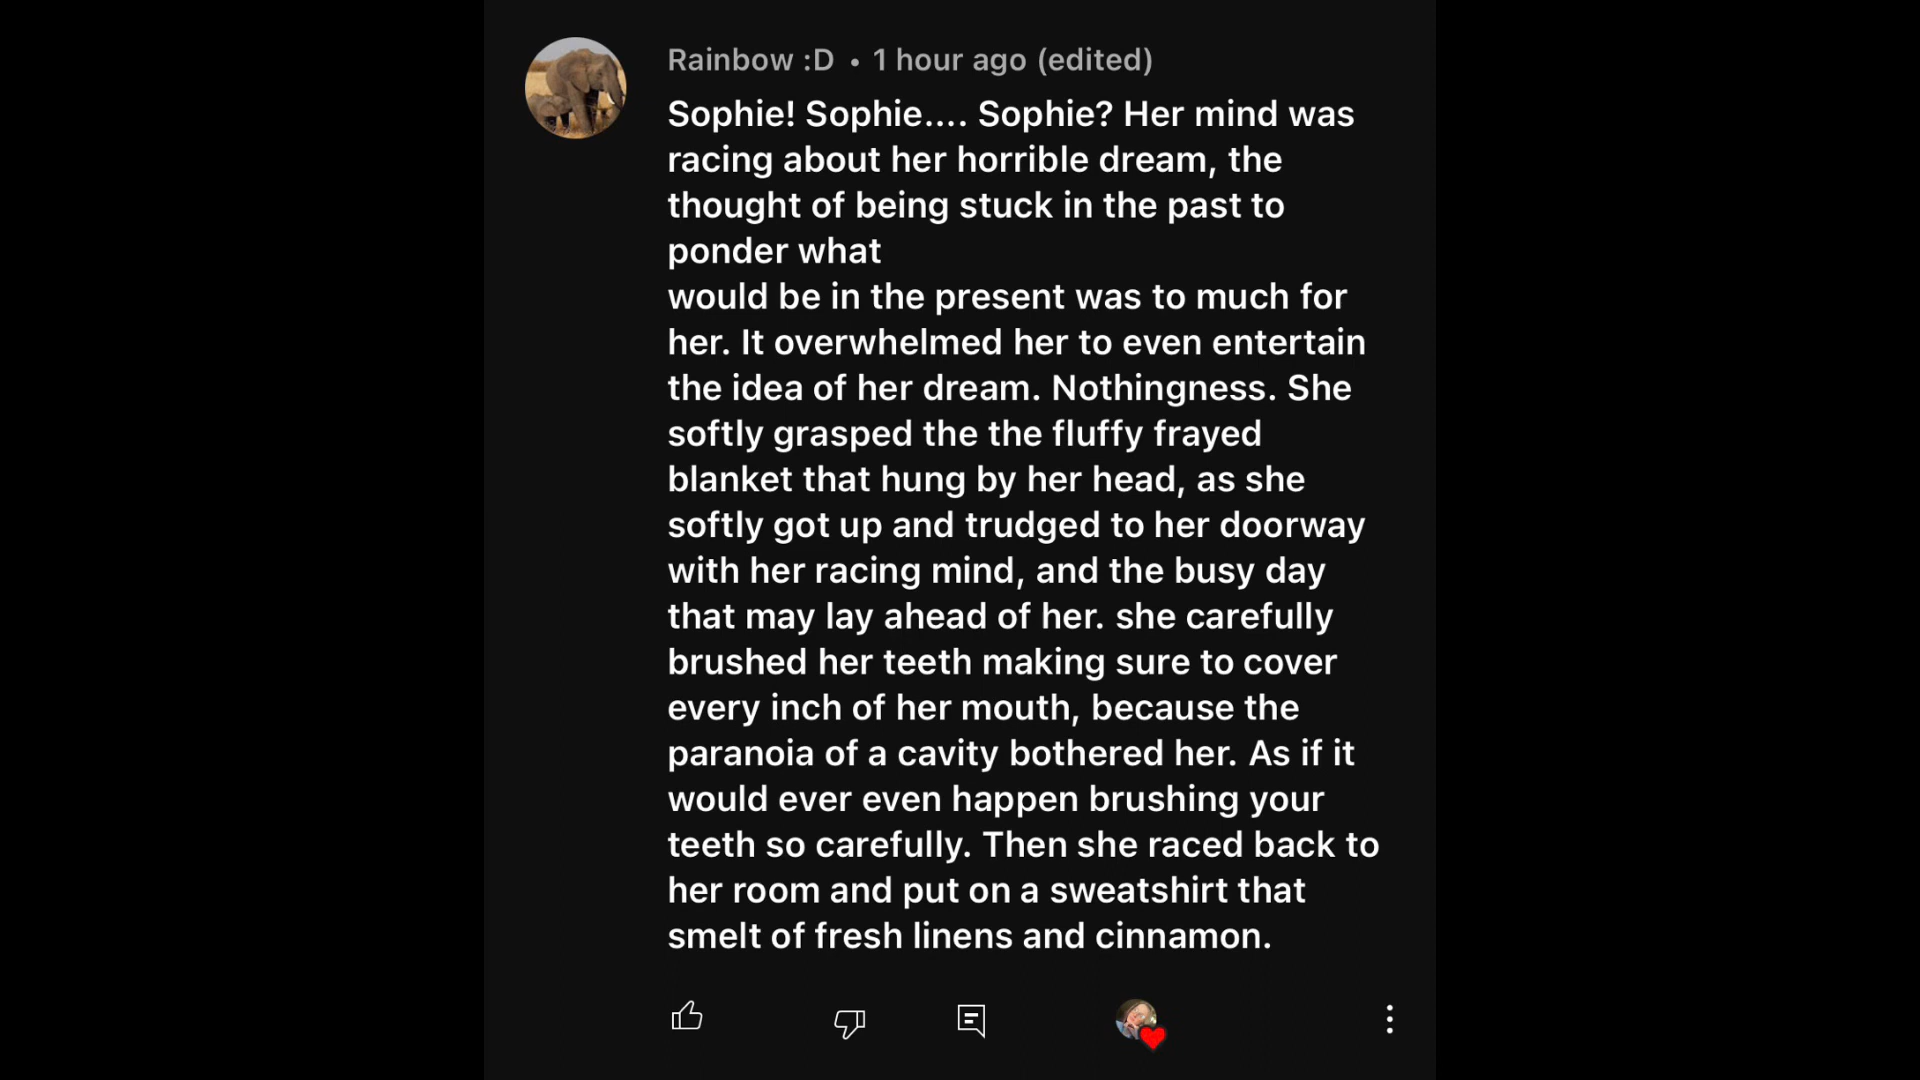 Rainbow :D • 1 hour ago (edited)
Sophie! Sophie.... Sophie? Her mind was
racing about her horrible dream, the
thought of being stuck in the past to
ponder what
would be in the present was to much for
her. It overwhelmed her to even entertain
the idea of her dream. Nothingness. She
softly grasped the the fluffy frayed
blanket that hung by her head, as she
softly got up and trudged to her doorway
with her racing mind, and the busy day
that may lay ahead of her. she carefully
brushed her teeth making sure to cover
every inch of her mouth, because the
paranoia of a cavity bothered her. As if it
would ever even happen brushing your
teeth so carefully. Then she raced back to
her room and put on a sweatshirt that
smelt of fresh linens and cinnamon.